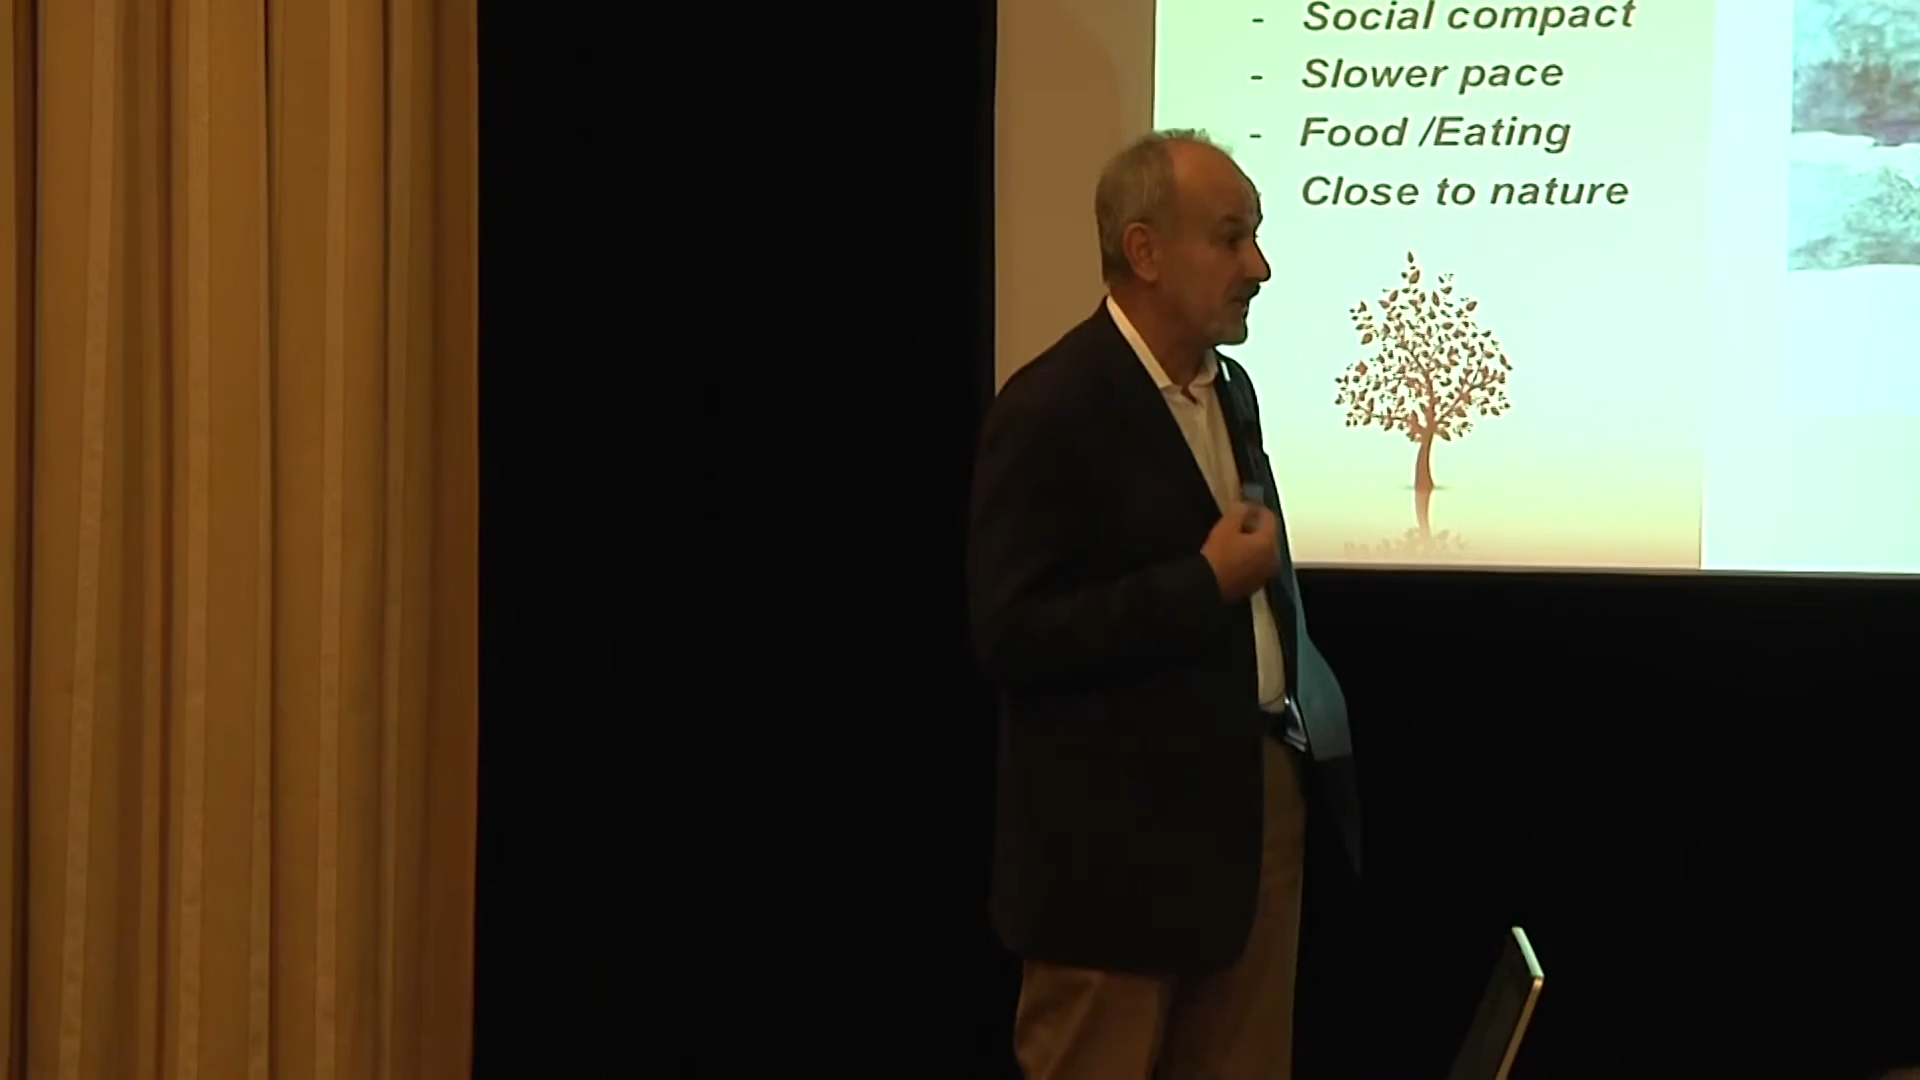 - Social compact
- Slower pace
- Food /Eating
Close to nature